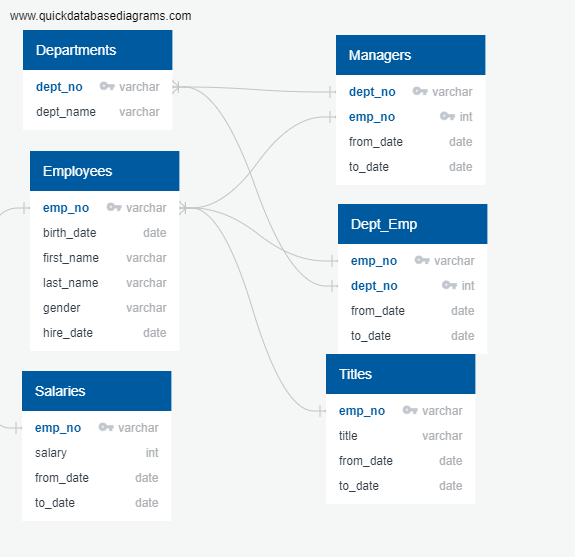 www.quickdatabasediagrams.com
Departments
dept_no varchar
dept_name varchar
Employees
emp_no varchar
birth_date date
first_name varchar
last_name varchar
gender varchar
hire_date date
Salaries
emp_no varchar
salary int
from_date date
to_date date
Managers
dept_no varchar
emp_no int
from_date date
to_date date
Dept_Emp
emp_no varchar
dept_no int
from_date date
to_date date
Titles
emp_no varchar
title varchar
from_date date
to_date date